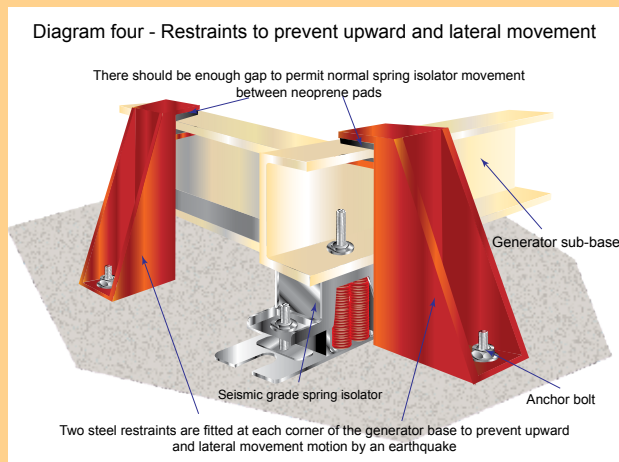 Diagram four - Restraints to prevent upward and lateral movement
There should be enough gap to permit normal spring isolator movement
between neoprene pads
Generator sub-base
Seismic grade spring isolator
Anchor bolt
Two steel restraints are fitted at each corner of the generator base to prevent upward
and lateral movement motion by an earthquake